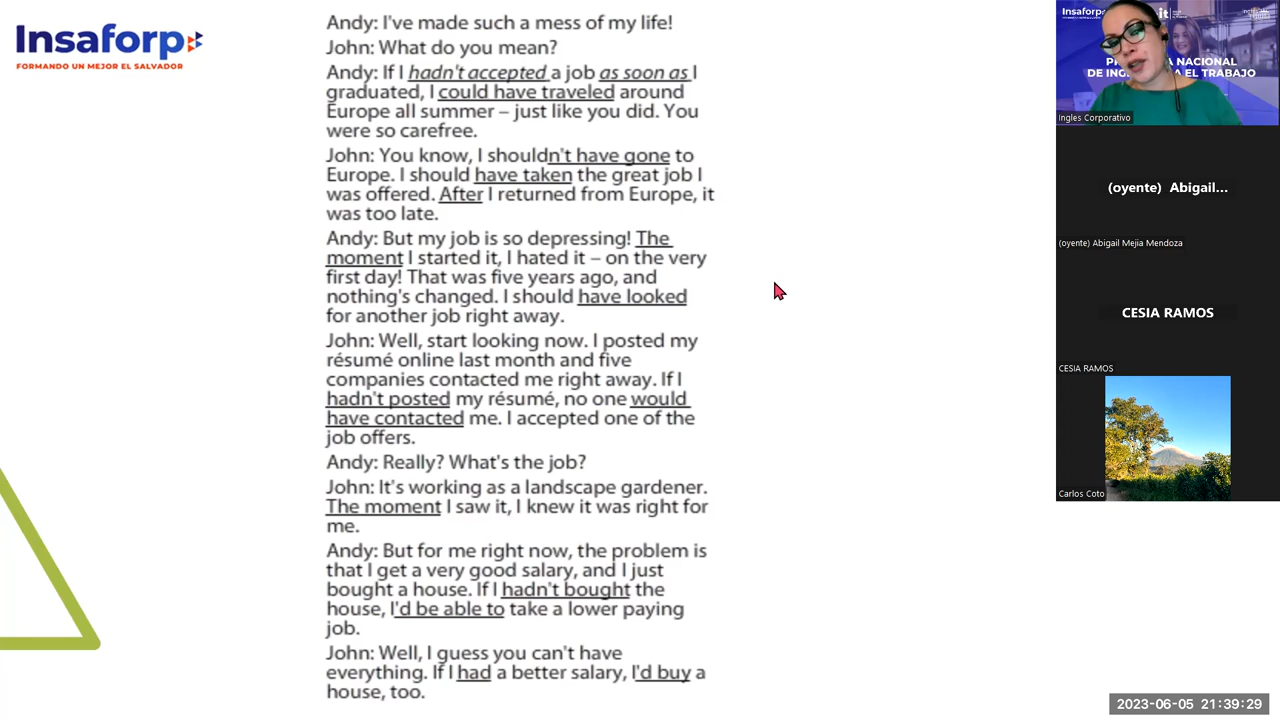 Insaforp
FORMANDO UN MEJOR EL SALVADOR
Andy: I've made such a mess of my life!
John: What do you mean?
Andy: If I hadn't accepted a job as soon as I
graduated, I could have traveled around
Europe all summer – just like you did. You
were so carefree.
John: You know, I shouldn't have gone to
Europe. I should have taken the great job I
was offered. After I returned from Europe, it
was too late.
Andy: But my job is so depressing! The
moment I started it, I hated it – on the very
first day! That was five years ago, and
nothing's changed. I should have looked
for another job right away.
John: Well, start looking now. I posted my
résumé online last month and five
companies contacted me right away. If I
hadn't posted my résumé, no one would
have contacted me. I accepted one of the
job offers.
Andy: Really? What's the job?
John: It's working as a landscape gardener.
The moment I saw it, I knew it was right for
me.
Andy: But for me right now, the problem is
that I get a very good salary, and I just
bought a house. If I hadn't bought the
house, I'd be able to take a lower paying
job.
John: Well, I guess you can't have
everything. If I had a better salary, I'd buy a
house, too.
Insaforp
it
NACIONAL
DE
A EL TRABAJO
Ingles Corporativo
(oyente) Abigail...
(oyente) Abigail Mejia Mendoza
CESIA RAMOS
CESIA RAMOS
Carlos Coto
2023-06-05 21:39:29